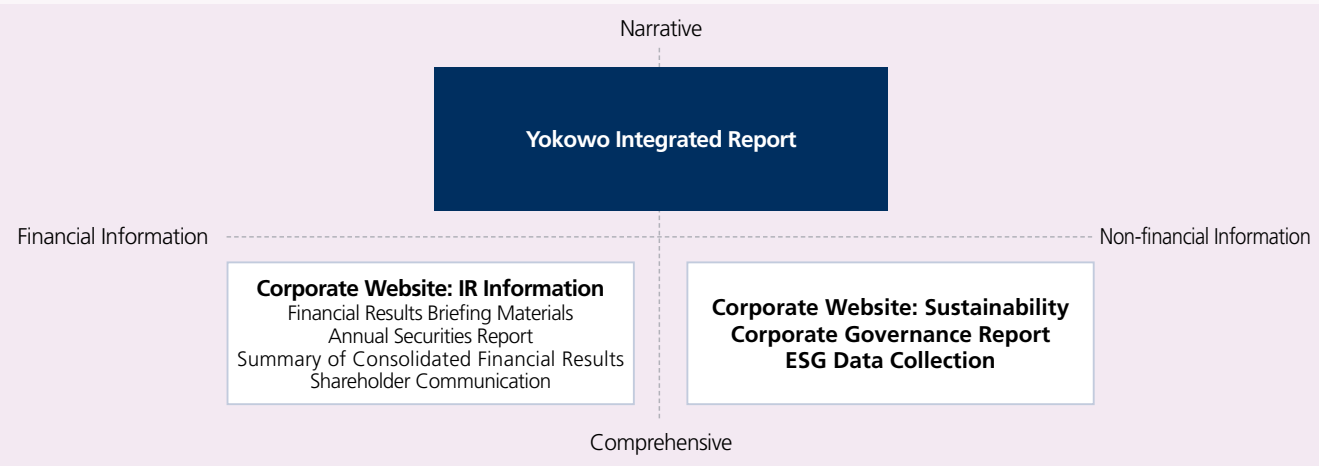 Narrative
Yokowo Integrated Report
Financial Information
Non-financial Information
Corporate Website: IR Information
Financial Results Briefing Materials
Annual Securities Report
Summary of Consolidated Financial Results
Shareholder Communication
Corporate Website: Sustainability
Corporate Governance Report
ESG Data Collection
Comprehensive